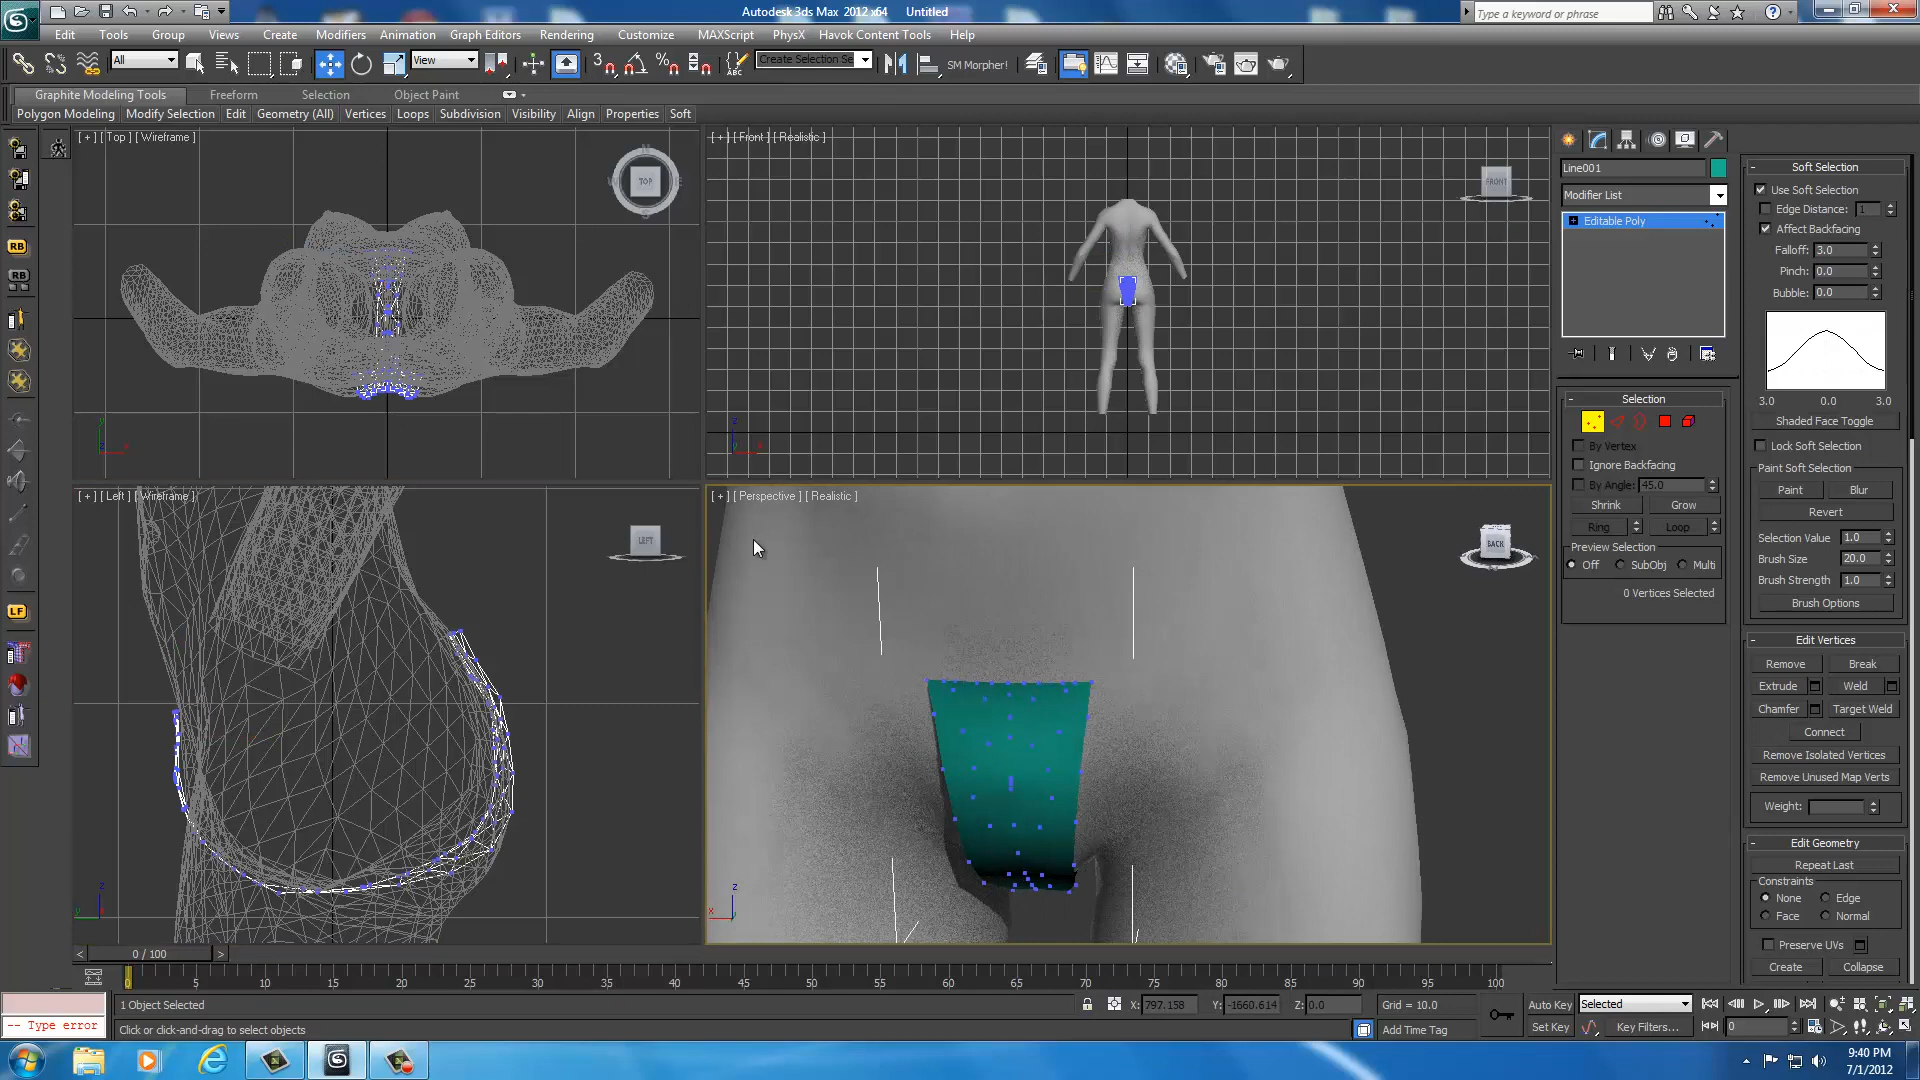 Autodesk 3ds Max 2012 x64 Untitled
Type a keyword or phrase
Edit Tools Group Views Create Modifiers Animation Graph Editors Rendering Customize MAXScript PhysX Havok Content Tools Help
All View Create Selection Se SM Morpher!
Graphite Modeling Tools Freeform Selection Object Paint
Polygon Modeling Modify Selection Edit Geometry (All) Vertices Loops Subdivision Visibility Align Properties Soft
[ + ] [ Top ] [ Wireframe ]
TOP
[ + ] [ Front ] [ Realistic ]
FRONT
[ + ] [ Left ] [ Wireframe ]
LEFT
[ + ] [ Perspective ] [ Realistic ]
BACK
RB
RB
LF
Line001
Modifier List
Editable Poly
Selection
By Vertex
Ignore Backfacing
By Angle: 45.0
Shrink Grow
Ring Loop
Preview Selection
Off SubObj Multi
0 Vertices Selected
Soft Selection
Use Soft Selection
Edge Distance: 1
Affect Backfacing
Falloff: 3.0
Pinch: 0.0
Bubble: 0.0
3.0 0.0 3.0
Shaded Face Toggle
Lock Soft Selection
Paint Soft Selection
Paint Blur
Revert
Selection Value 1.0
Brush Size 20.0
Brush Strength 1.0
Brush Options
Edit Vertices
Remove Break
Extrude Weld
Chamfer Target Weld
Connect
Remove Isolated Vertices
Remove Unused Map Verts
Weight:
Edit Geometry
Repeat Last
Constraints
None Edge
Face Normal
Preserve UVs
Create Collapse
< 0 / 100 >
5 10 15 20 25 30 35 40 45 50 55 60 65 70 75 80 85 90 95 100
1 Object Selected X: 797.158 Y: -1660.614 Z: 0.0 Grid = 10.0 Auto Key Selected
-- Type error Click or click-and-drag to select objects Add Time Tag Set Key Key Filters... 0
9:40 PM
7/1/2012